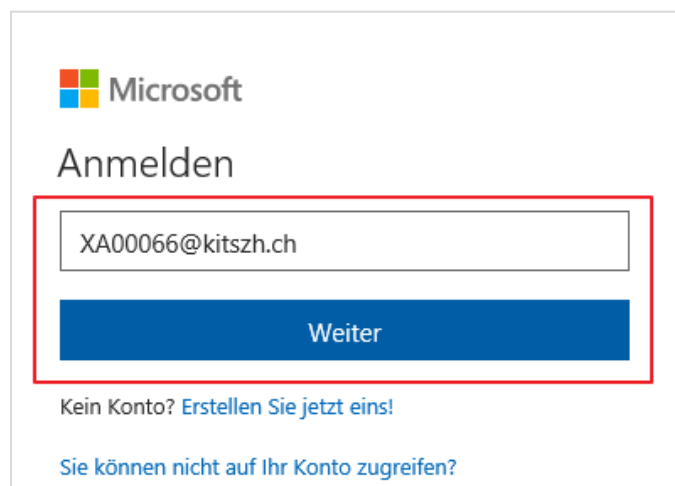 Microsoft
Anmelden
XA00066@kitszh.ch
Weiter
Kein Konto? Erstellen Sie jetzt eins!
Sie können nicht auf Ihr Konto zugreifen?